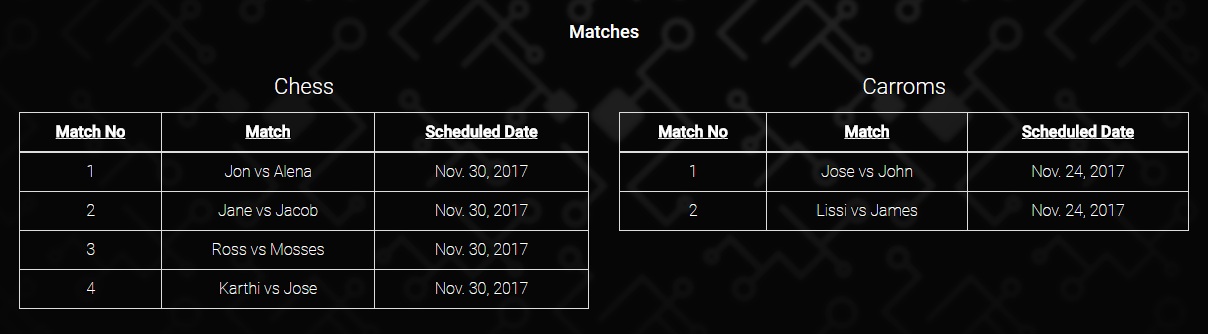 Matches
Chess
Match No Match Scheduled Date
1 Jon vs Alena Nov. 30, 2017
2 Jane vs Jacob Nov. 30, 2017
3 Ross vs Mosses Nov. 30, 2017
4 Karthi vs Jose Nov. 30, 2017
Carroms
Match No Match Scheduled Date
1 Jose vs John Nov. 24, 2017
2 Lissi vs James Nov. 24, 2017